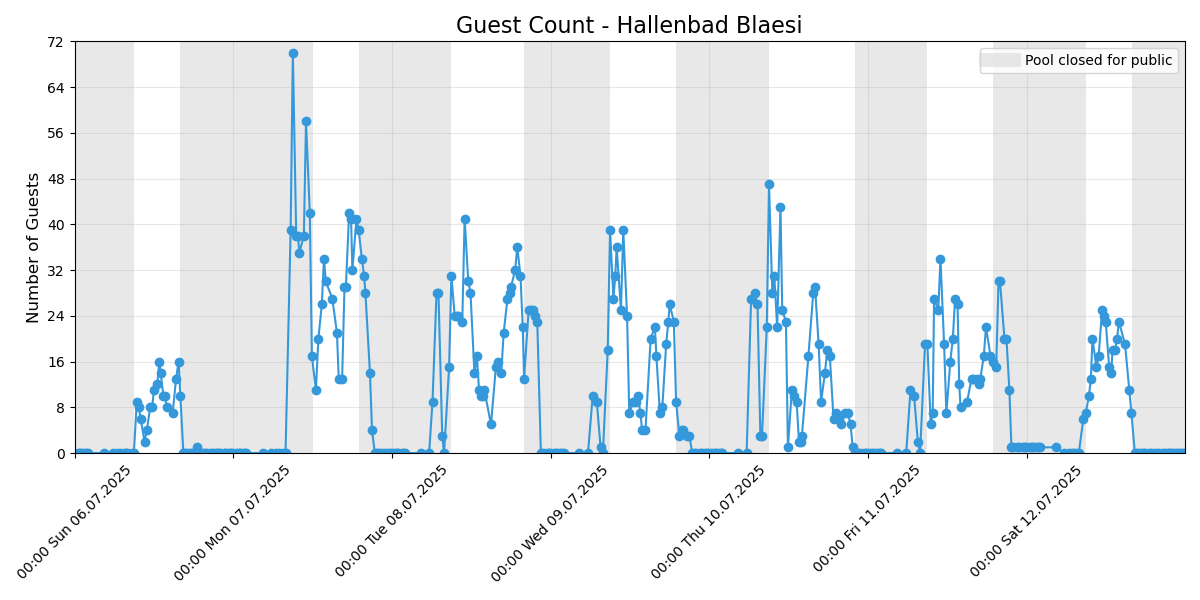 Guest Count - Hallenbad Blaesi
Pool closed for public
Number of Guests
72
64
56
48
40
32
24
16
8
0
00:00 Sun 06.07.2025
00:00 Mon 07.07.2025
00:00 Tue 08.07.2025
00:00 Wed 09.07.2025
00:00 Thu 10.07.2025
00:00 Fri 11.07.2025
00:00 Sat 12.07.2025